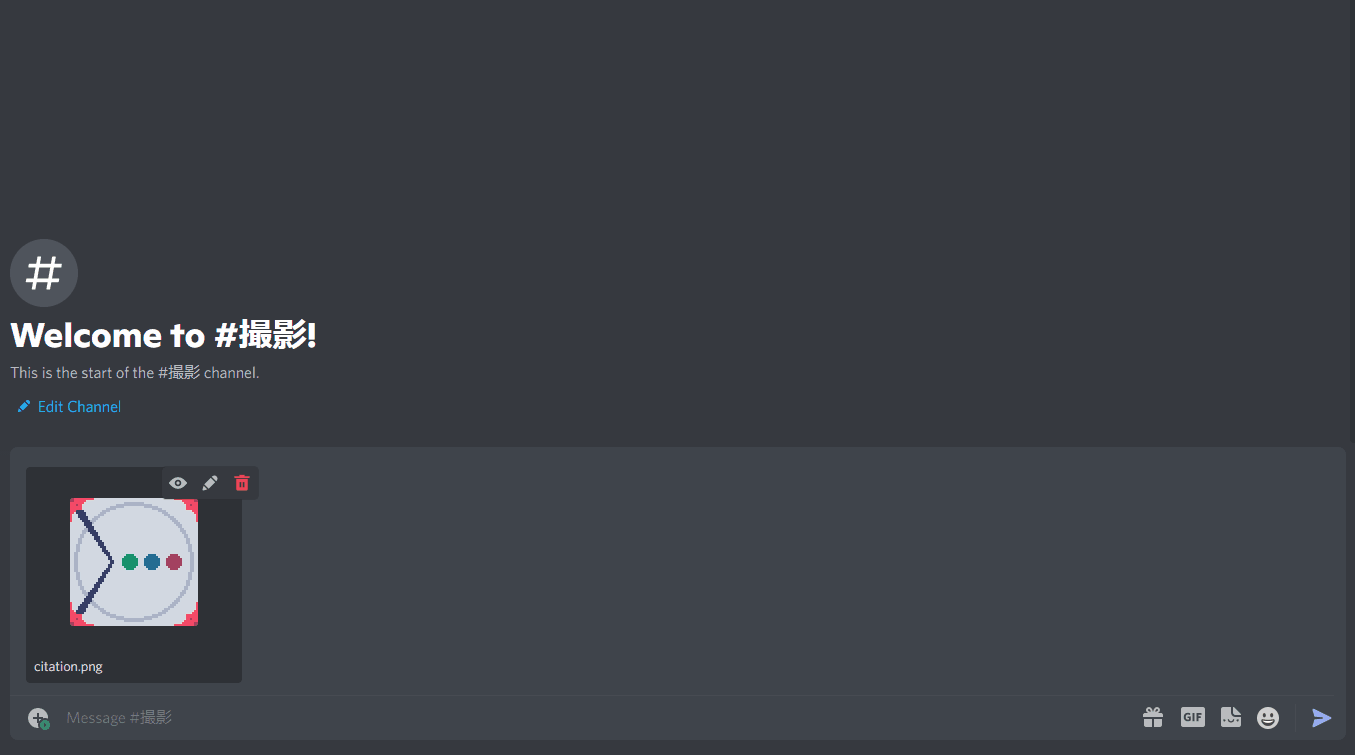 Welcome to #撮影!
This is the start of the #撮影 channel.
Edit Channel
citation.png
Message #撮影
GIF